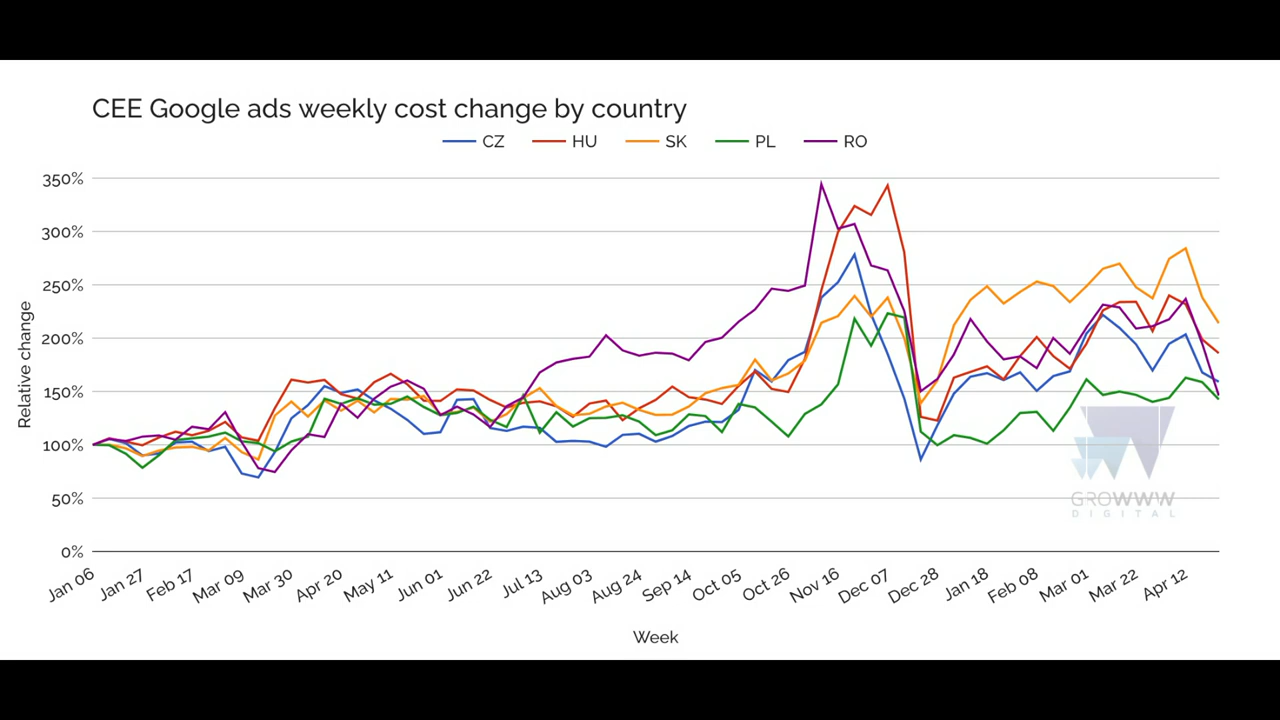 CEE Google ads weekly cost change by country
CZ HU SK PL RO
350%
300%
250%
200%
150%
100%
50%
0%
Relative change
Jan 06 Jan 27 Feb 17 Mar 09 Mar 30 Apr 20 May 11 Jun 01 Jun 22 Jul 13 Aug 03 Aug 24 Sep 14 Oct 05 Oct 26 Nov 16 Dec 07 Dec 28 Jan 18 Feb 08 Mar 01 Mar 22 Apr 12
Week
GROWWW
DIGITAL